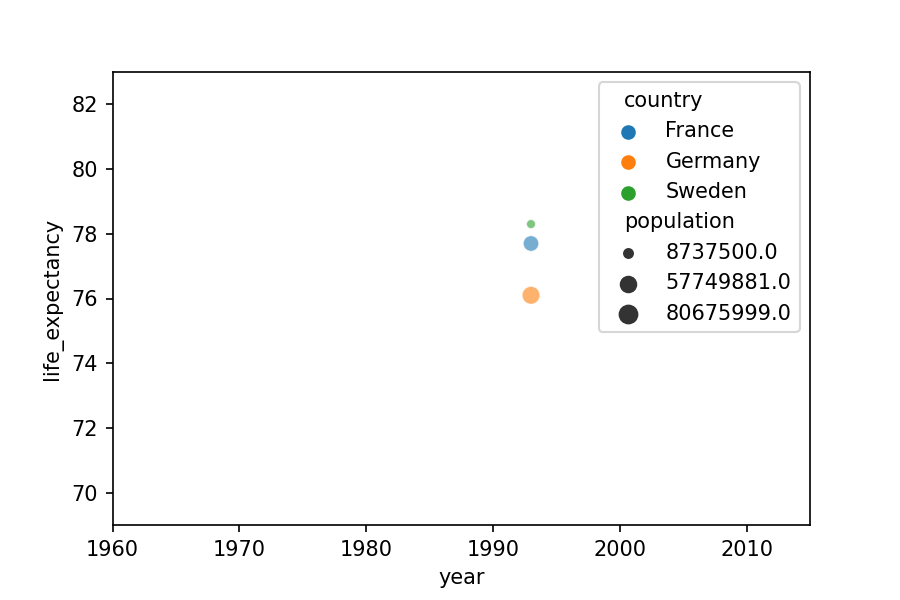 country
France
Germany
Sweden
population
8737500.0
57749881.0
80675999.0
82
80
78
76
74
72
70
life_expectancy
1960 1970 1980 1990 2000 2010
year